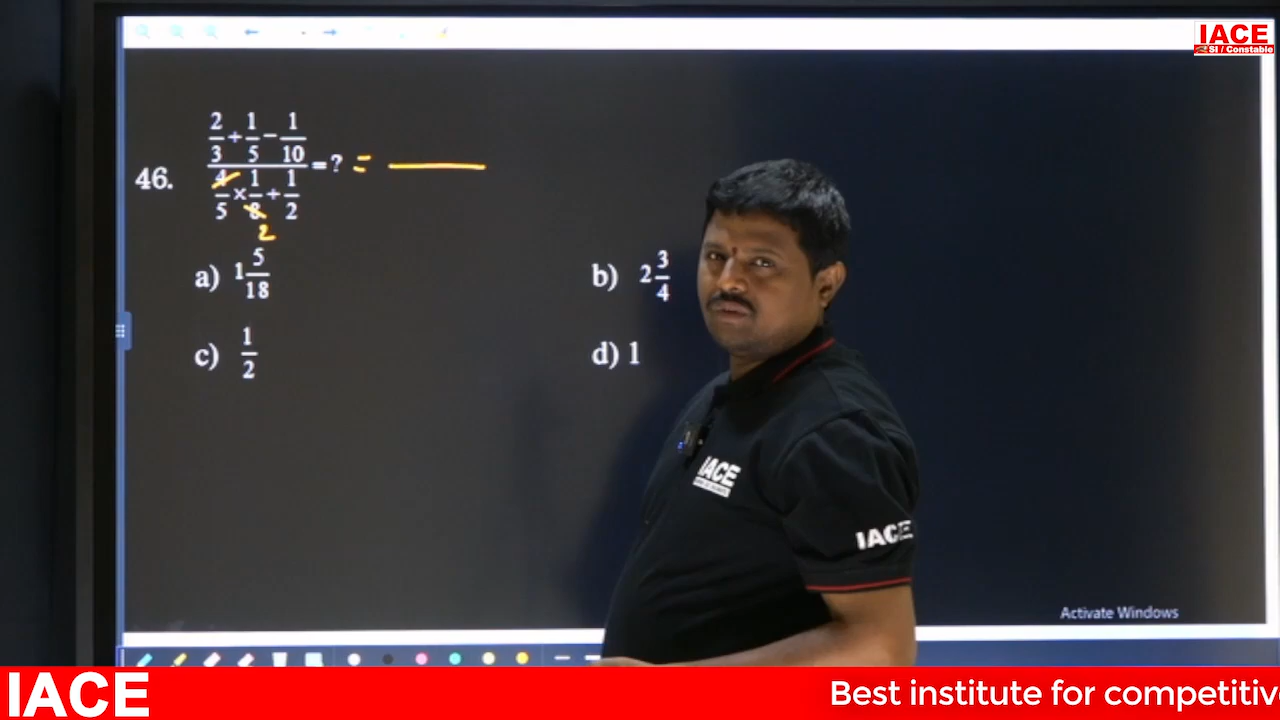 IACE
SI / Constable
46. (2/3 + 1/5 − 1/10) / (4/5 × 1/8 + 1/2) = ? =
2
a) 1 5/18
b) 2 3/4
c) 1/2
d) 1
IACE
IACE
Activate Windows
IACE
Best institute for competitiv